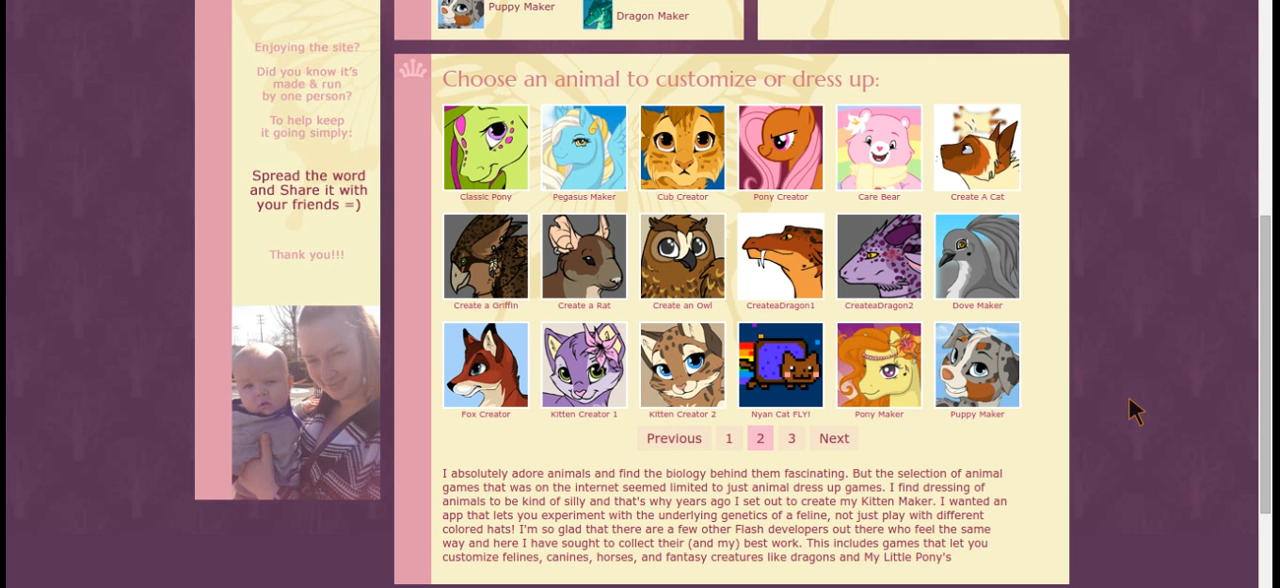 Puppy Maker
Dragon Maker
Enjoying the site?
Did you know it's
made & run
by one person?
To help keep
it going simply:
Spread the word
and Share it with
your friends =)
Thank you!!!
Choose an animal to customize or dress up:
Classic Pony
Pegasus Maker
Cub Creator
Pony Creator
Care Bear
Create A Cat
Create a Griffin
Create a Rat
Create an Owl
CreateaDragon1
CreateaDragon2
Dove Maker
Fox Creator
Kitten Creator 1
Kitten Creator 2
Nyan Cat FLY!
Pony Maker
Puppy Maker
Previous 1 2 3 Next
I absolutely adore animals and find the biology behind them fascinating. But the selection of animal
games that was on the internet seemed limited to just animal dress up games. I find dressing of
animals to be kind of silly and that's why years ago I set out to create my Kitten Maker. I wanted an
app that lets you experiment with the underlying genetics of a feline, not just play with different
colored hats! I'm so glad that there are a few other Flash developers out there who feel the same
way and here I have sought to collect their (and my) best work. This includes games that let you
customize felines, canines, horses, and fantasy creatures like dragons and My Little Pony's